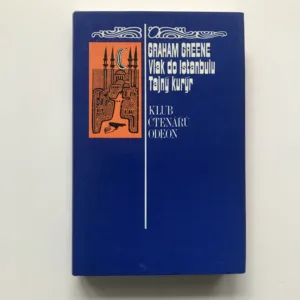 GRAHAM GREENE
Vlak do Istanbulu
Tajný kurýr
KLUB
ČTENÁŘŮ
ODEON